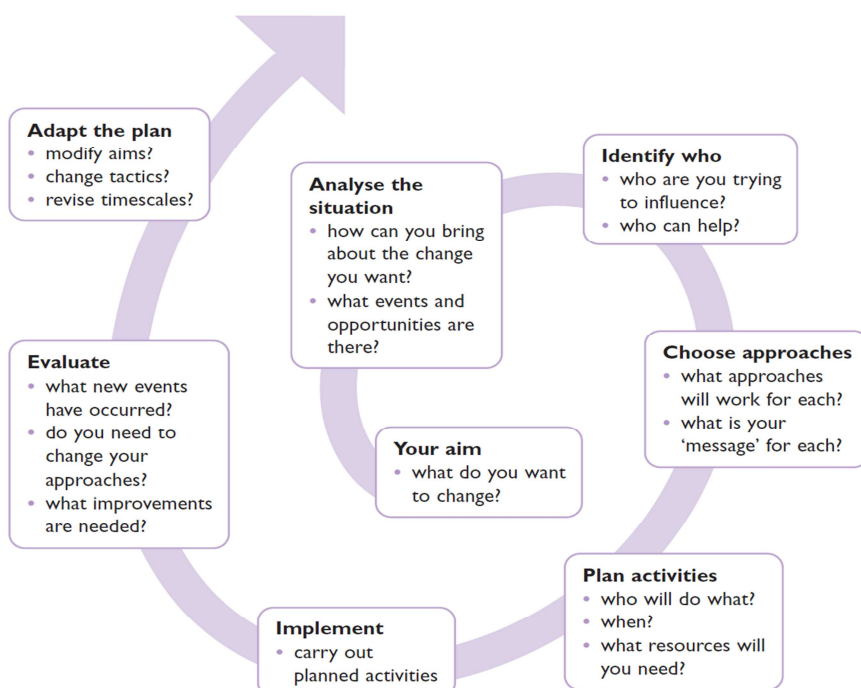 Your aim
• what do you want
to change?
Analyse the
situation
• how can you bring
about the change
you want?
• what events and
opportunities are
there?
Identify who
• who are you trying
to influence?
• who can help?
Choose approaches
• what approaches
will work for each?
• what is your
‘message’ for each?
Plan activities
• who will do what?
• when?
• what resources will
you need?
Implement
• carry out
planned activities
Evaluate
• what new events
have occurred?
• do you need to
change your
approaches?
• what improvements
are needed?
Adapt the plan
• modify aims?
• change tactics?
• revise timescales?